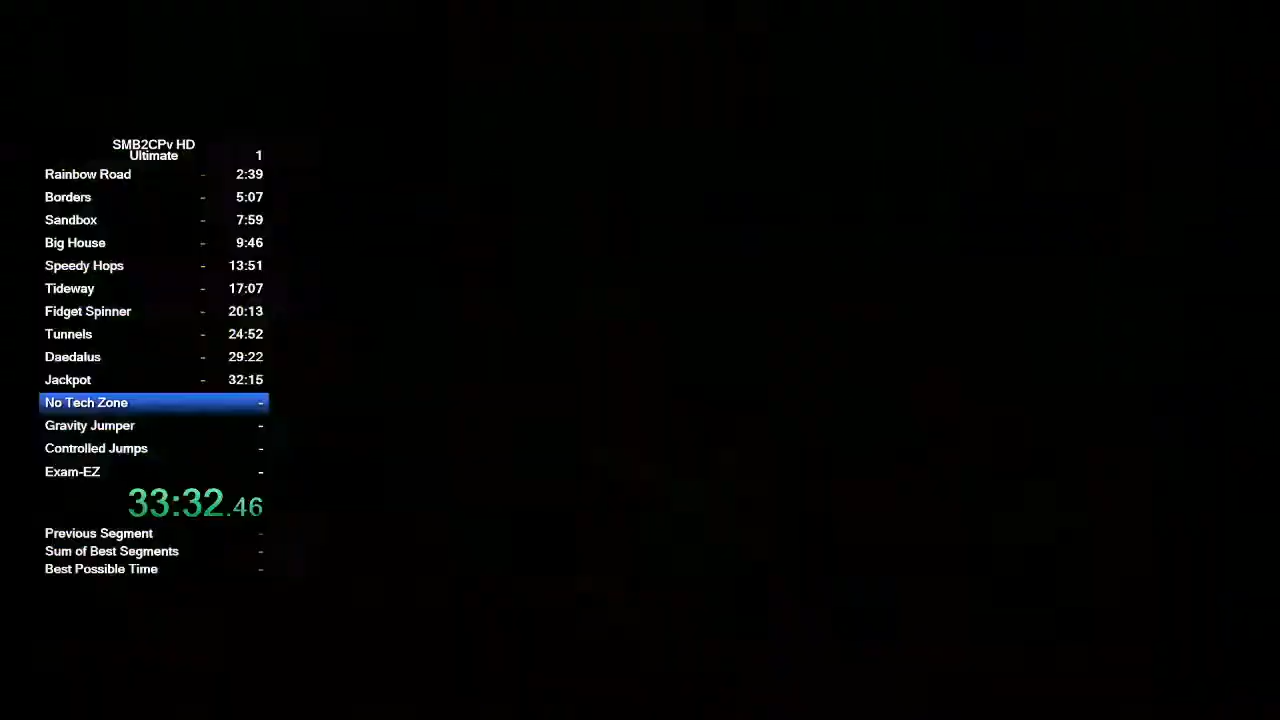 SMB2CPv HD
Ultimate 1
Rainbow Road - 2:39
Borders - 5:07
Sandbox - 7:59
Big House - 9:46
Speedy Hops - 13:51
Tideway - 17:07
Fidget Spinner - 20:13
Tunnels - 24:52
Daedalus - 29:22
Jackpot - 32:15
No Tech Zone -
Gravity Jumper -
Controlled Jumps -
Exam-EZ -
33:32.46
Previous Segment -
Sum of Best Segments -
Best Possible Time -